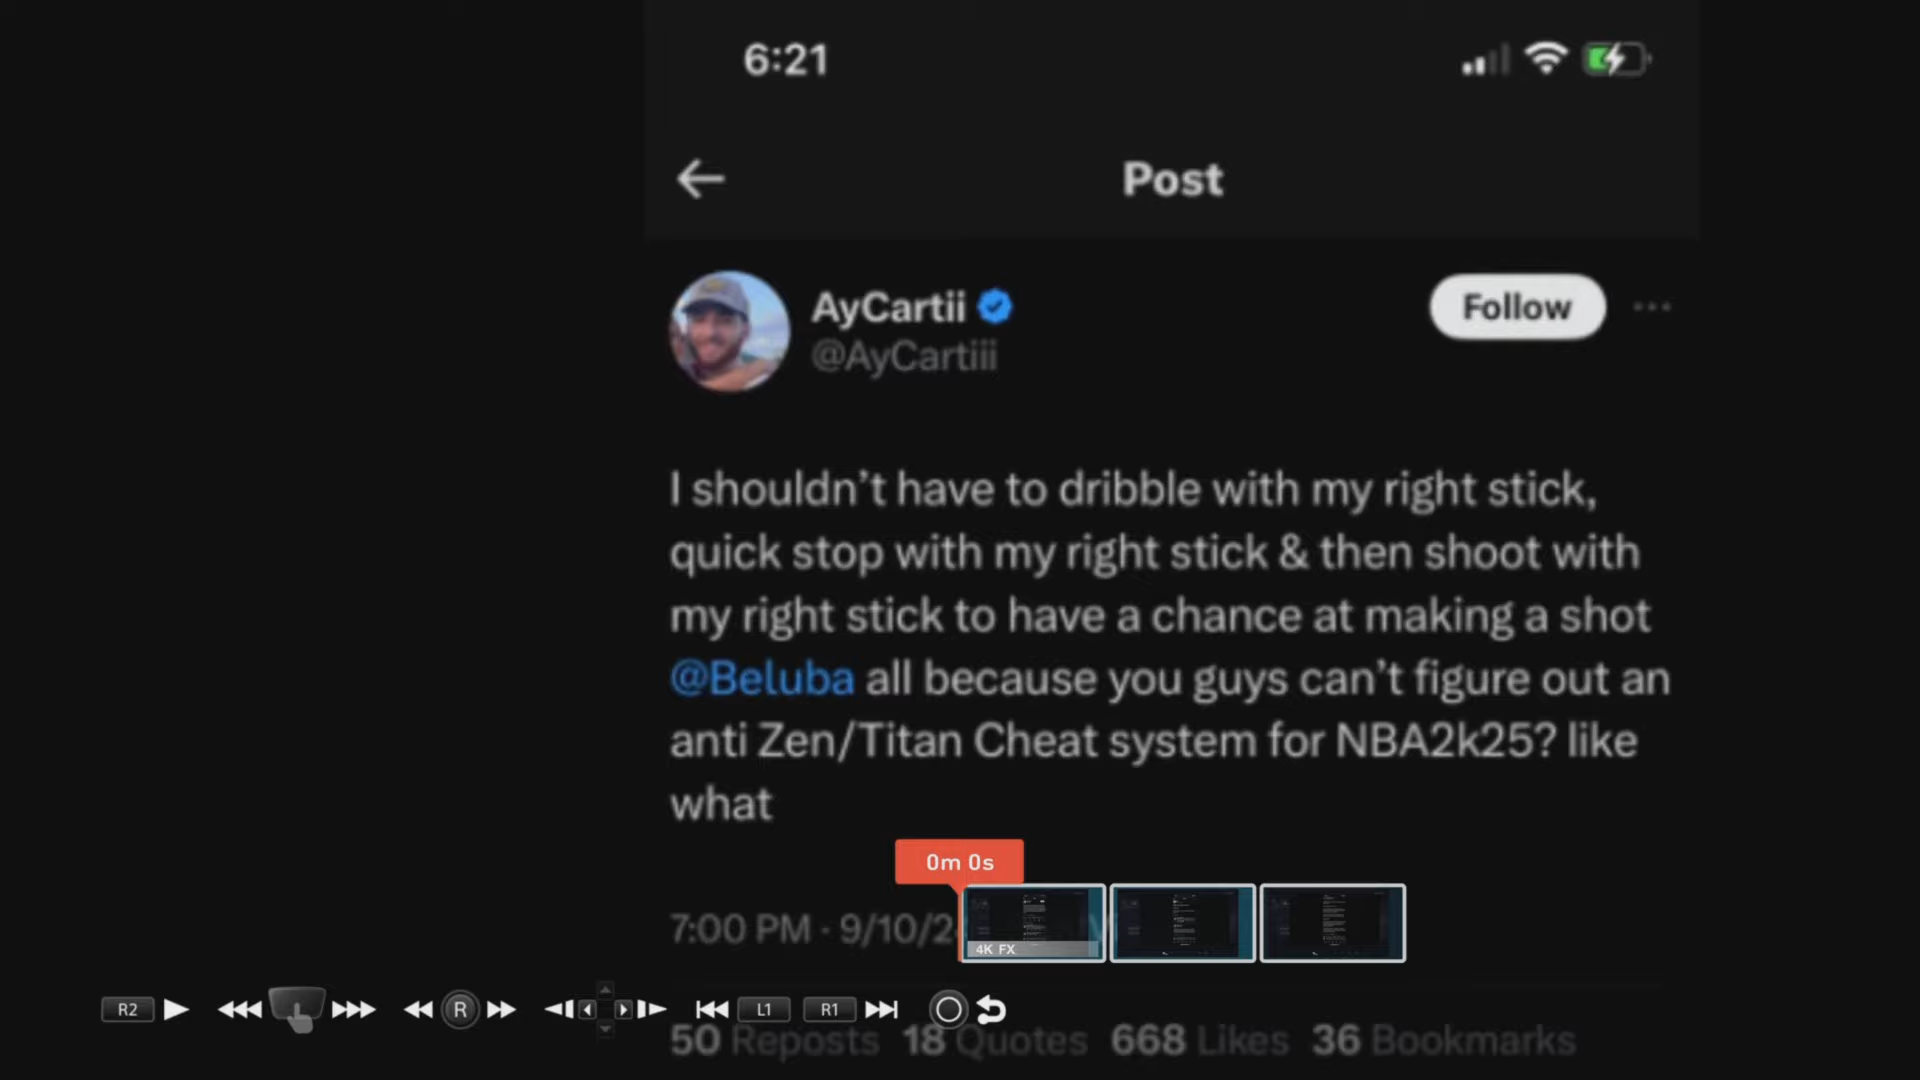 6:21
Post
AyCartii
Follow
@AyCartiii
I shouldn't have to dribble with my right stick,
quick stop with my right stick & then shoot with
my right stick to have a chance at making a shot
@Beluba all because you guys can't figure out an
anti Zen/Titan Cheat system for NBA2k25? like
what
0m 0s
7:00 PM · 9/10/2
4K FX
R2
R
L1
R1
50 Reposts 18 Quotes 668 Likes 36 Bookmarks